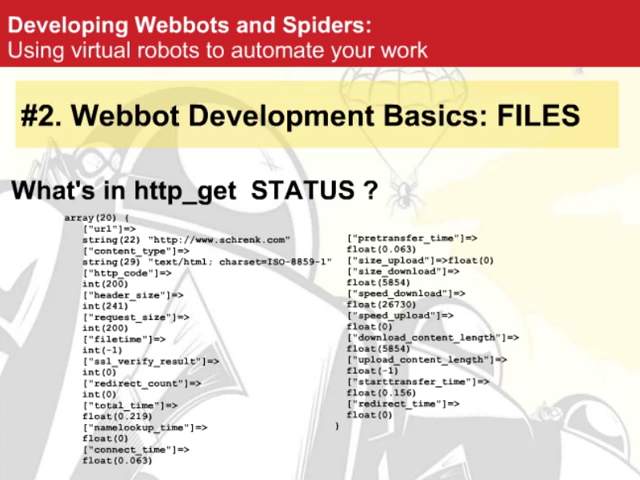 Developing Webbots and Spiders:
Using virtual robots to automate your work
#2. Webbot Development Basics: FILES
What's in http_get  STATUS ?
array(20) {
["url"]=>
string(22) "http://www.schrenk.com"
["content_type"]=>
string(29) "text/html; charset=ISO-8859-1"
["http_code"]=>
int(200)
["header_size"]=>
int(241)
["request_size"]=>
int(200)
["filetime"]=>
int(-1)
["ssl_verify_result"]=>
int(0)
["redirect_count"]=>
int(0)
["total_time"]=>
float(0.219)
["namelookup_time"]=>
float(0)
["connect_time"]=>
float(0.063)
["pretransfer_time"]=>
float(0.063)
["size_upload"]=>float(0)
["size_download"]=>
float(5854)
["speed_download"]=>
float(26730)
["speed_upload"]=>
float(0)
["download_content_length"]=>
float(5854)
["upload_content_length"]=>
float(-1)
["starttransfer_time"]=>
float(0.156)
["redirect_time"]=>
float(0)
}